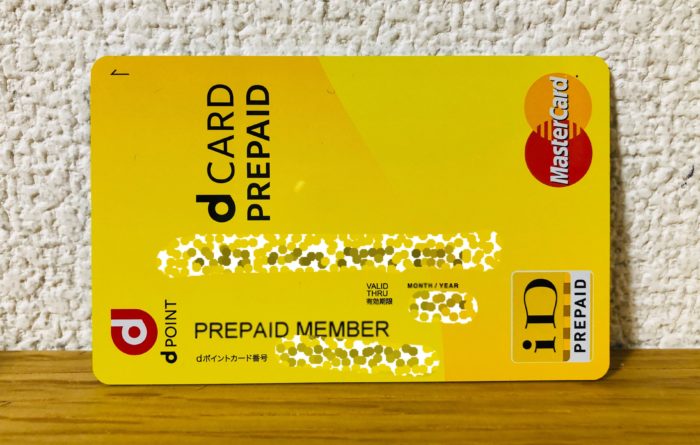 d CARD
PREPAID
MasterCard
VALID
THRU
有効期限
MONTH / YEAR
d
d POINT
PREPAID MEMBER
dポイントカード番号
iD
PREPAID